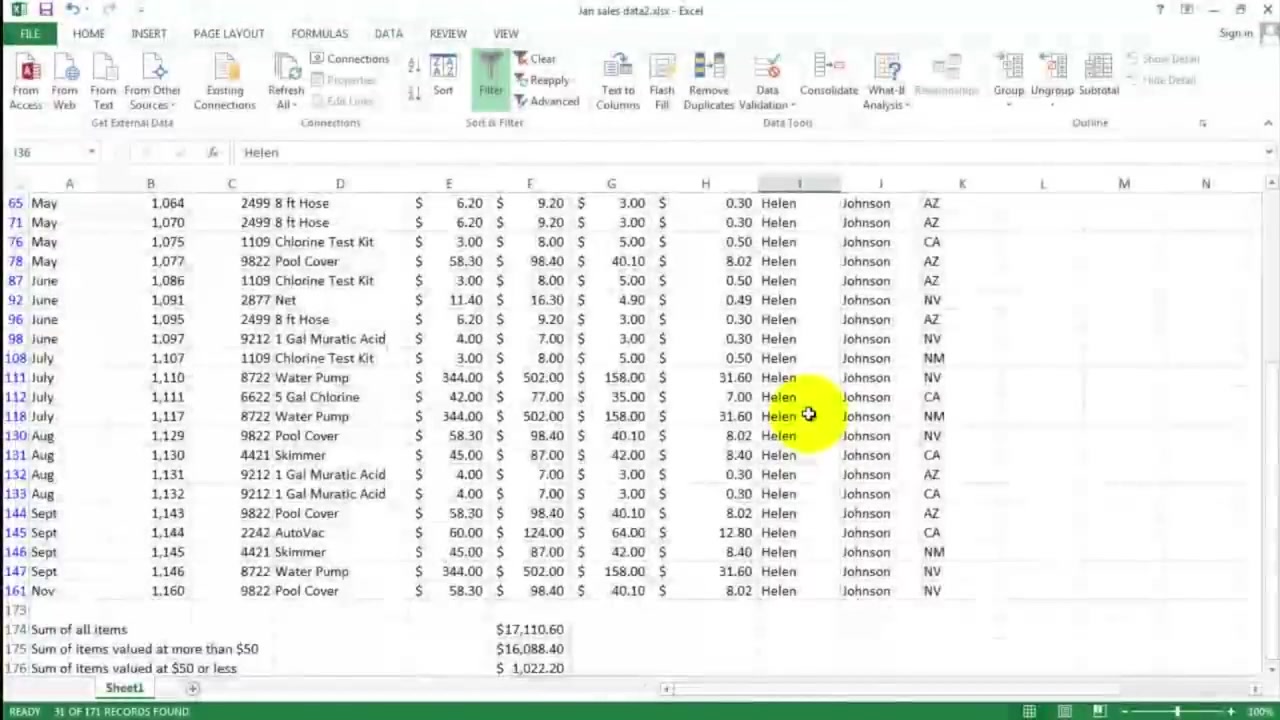 Jan sales data2.xlsx - Excel
FILE HOME INSERT PAGE LAYOUT FORMULAS DATA REVIEW VIEW Sign in
From Access From Web From Text From Other Sources Existing Connections Refresh All Connections Properties Edit Links Sort Filter Clear Reapply Advanced Text to Columns Flash Fill Remove Duplicates Data Validation Consolidate What-If Analysis Relationships Group Ungroup Subtotal Show Detail Hide Detail
Get External Data Connections Sort & Filter Data Tools Outline
I36 fx Helen
A B C D E F G H I J K L M N
65 May 1,064 2499 8 ft Hose $ 6.20 $ 9.20 $ 3.00 $ 0.30 Helen Johnson AZ
71 May 1,070 2499 8 ft Hose $ 6.20 $ 9.20 $ 3.00 $ 0.30 Helen Johnson AZ
76 May 1,075 1109 Chlorine Test Kit $ 3.00 $ 8.00 $ 5.00 $ 0.50 Helen Johnson CA
78 May 1,077 9822 Pool Cover $ 58.30 $ 98.40 $ 40.10 $ 8.02 Helen Johnson AZ
87 June 1,086 1109 Chlorine Test Kit $ 3.00 $ 8.00 $ 5.00 $ 0.50 Helen Johnson AZ
92 June 1,091 2877 Net $ 11.40 $ 16.30 $ 4.90 $ 0.49 Helen Johnson NV
96 June 1,095 2499 8 ft Hose $ 6.20 $ 9.20 $ 3.00 $ 0.30 Helen Johnson AZ
98 June 1,097 9212 1 Gal Muratic Acid $ 4.00 $ 7.00 $ 3.00 $ 0.30 Helen Johnson NV
108 July 1,107 1109 Chlorine Test Kit $ 3.00 $ 8.00 $ 5.00 $ 0.50 Helen Johnson NM
111 July 1,110 8722 Water Pump $ 344.00 $ 502.00 $ 158.00 $ 31.60 Helen Johnson NV
112 July 1,111 6622 5 Gal Chlorine $ 42.00 $ 77.00 $ 35.00 $ 7.00 Helen Johnson CA
118 July 1,117 8722 Water Pump $ 344.00 $ 502.00 $ 158.00 $ 31.60 Helen Johnson NM
130 Aug 1,129 9822 Pool Cover $ 58.30 $ 98.40 $ 40.10 $ 8.02 Helen Johnson NV
131 Aug 1,130 4421 Skimmer $ 45.00 $ 87.00 $ 42.00 $ 8.40 Helen Johnson CA
132 Aug 1,131 9212 1 Gal Muratic Acid $ 4.00 $ 7.00 $ 3.00 $ 0.30 Helen Johnson AZ
133 Aug 1,132 9212 1 Gal Muratic Acid $ 4.00 $ 7.00 $ 3.00 $ 0.30 Helen Johnson CA
144 Sept 1,143 9822 Pool Cover $ 58.30 $ 98.40 $ 40.10 $ 8.02 Helen Johnson AZ
145 Sept 1,144 2242 AutoVac $ 60.00 $ 124.00 $ 64.00 $ 12.80 Helen Johnson CA
146 Sept 1,145 4421 Skimmer $ 45.00 $ 87.00 $ 42.00 $ 8.40 Helen Johnson NM
147 Sept 1,146 8722 Water Pump $ 344.00 $ 502.00 $ 158.00 $ 31.60 Helen Johnson NV
161 Nov 1,160 9822 Pool Cover $ 58.30 $ 98.40 $ 40.10 $ 8.02 Helen Johnson NV
173
174 Sum of all items $17,110.60
175 Sum of items valued at more than $50 $16,088.40
176 Sum of items valued at $50 or less $ 1,022.20
Sheet1
READY 31 OF 171 RECORDS FOUND 100%